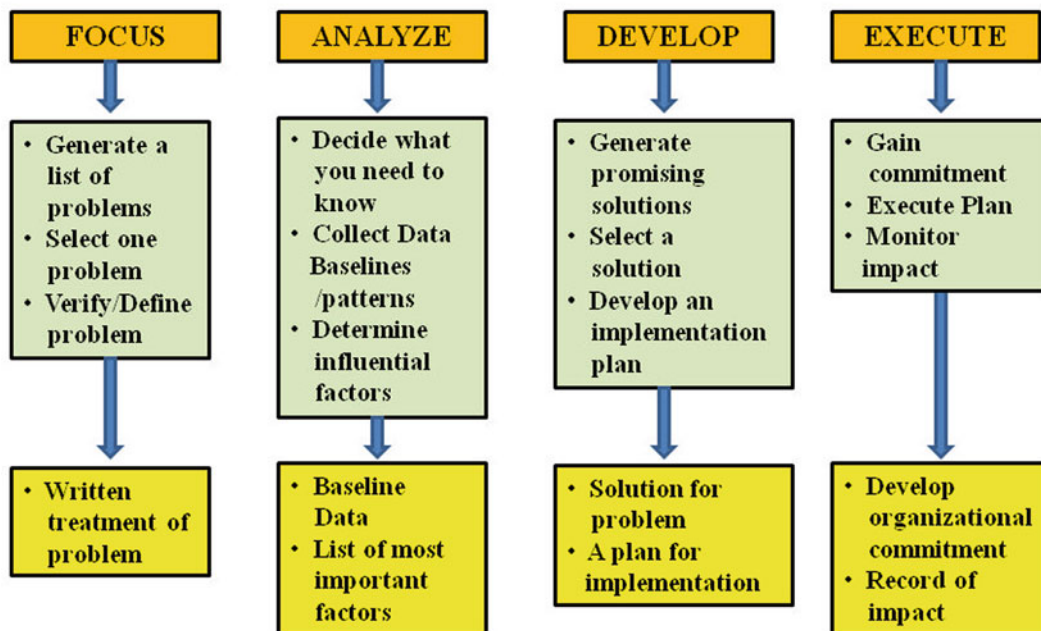 FOCUS
• Generate a
list of
problems
• Select one
problem
• Verify/Define
problem
• Written
treatment of
problem
ANALYZE
• Decide what
you need to
know
• Collect Data
Baselines
/patterns
• Determine
influential
factors
• Baseline
Data
• List of most
important
factors
DEVELOP
• Generate
promising
solutions
• Select a
solution
• Develop an
implementation
plan
• Solution for
problem
• A plan for
implementation
EXECUTE
• Gain
commitment
• Execute Plan
• Monitor
impact
• Develop
organizational
commitment
• Record of
impact